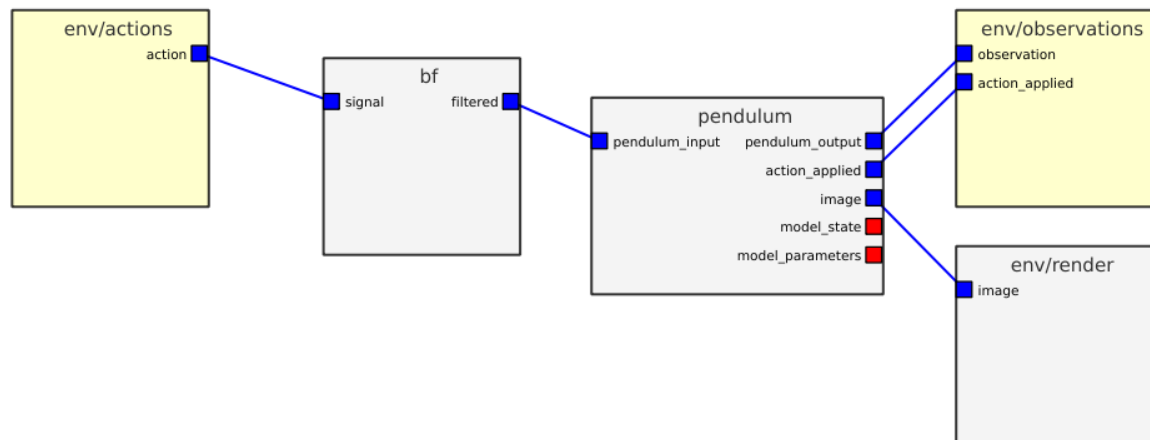 env/actions
action
bf
signal
filtered
pendulum
pendulum_input
pendulum_output
action_applied
image
model_state
model_parameters
env/observations
observation
action_applied
env/render
image